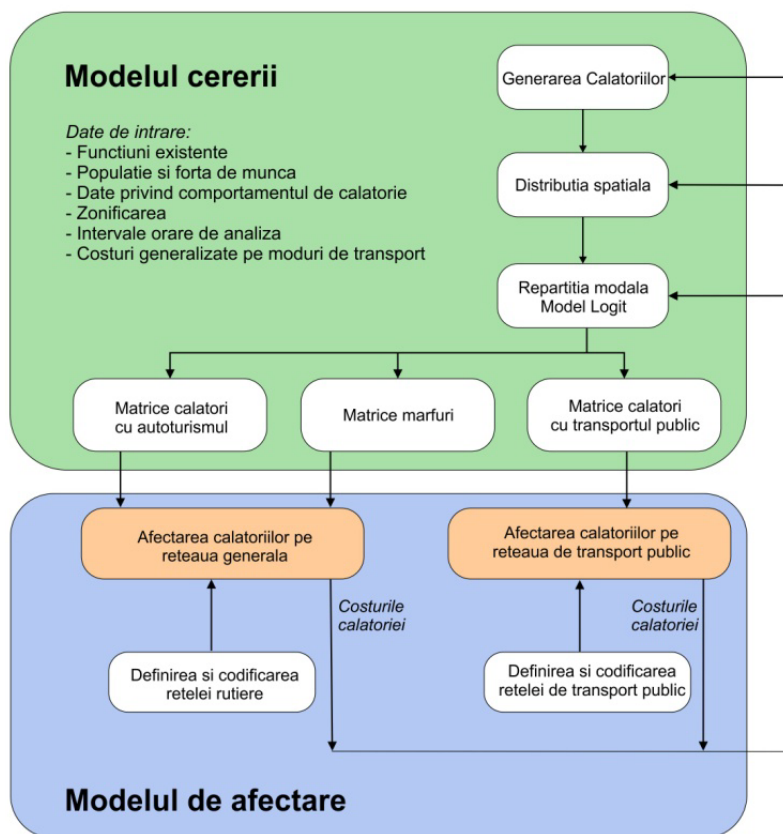 Modelul cererii
Generarea Calatoriilor
Date de intrare:
- Functiuni existente
- Populatie si forta de munca
- Date privind comportamentul de calatorie
- Zonificarea
- Intervale orare de analiza
- Costuri generalizate pe moduri de transport
Distributia spatiala
Repartitia modala
Model Logit
Matrice calatori
cu autoturismul
Matrice marfuri
Matrice calatori
cu transportul public
Afectarea calatoriilor pe
reteaua generala
Afectarea calatoriilor pe
reteaua de transport public
Costurile
calatoriei
Costurile
calatoriei
Definirea si codificarea
retelei rutiere
Definirea si codificarea
retelei de transport public
Modelul de afectare